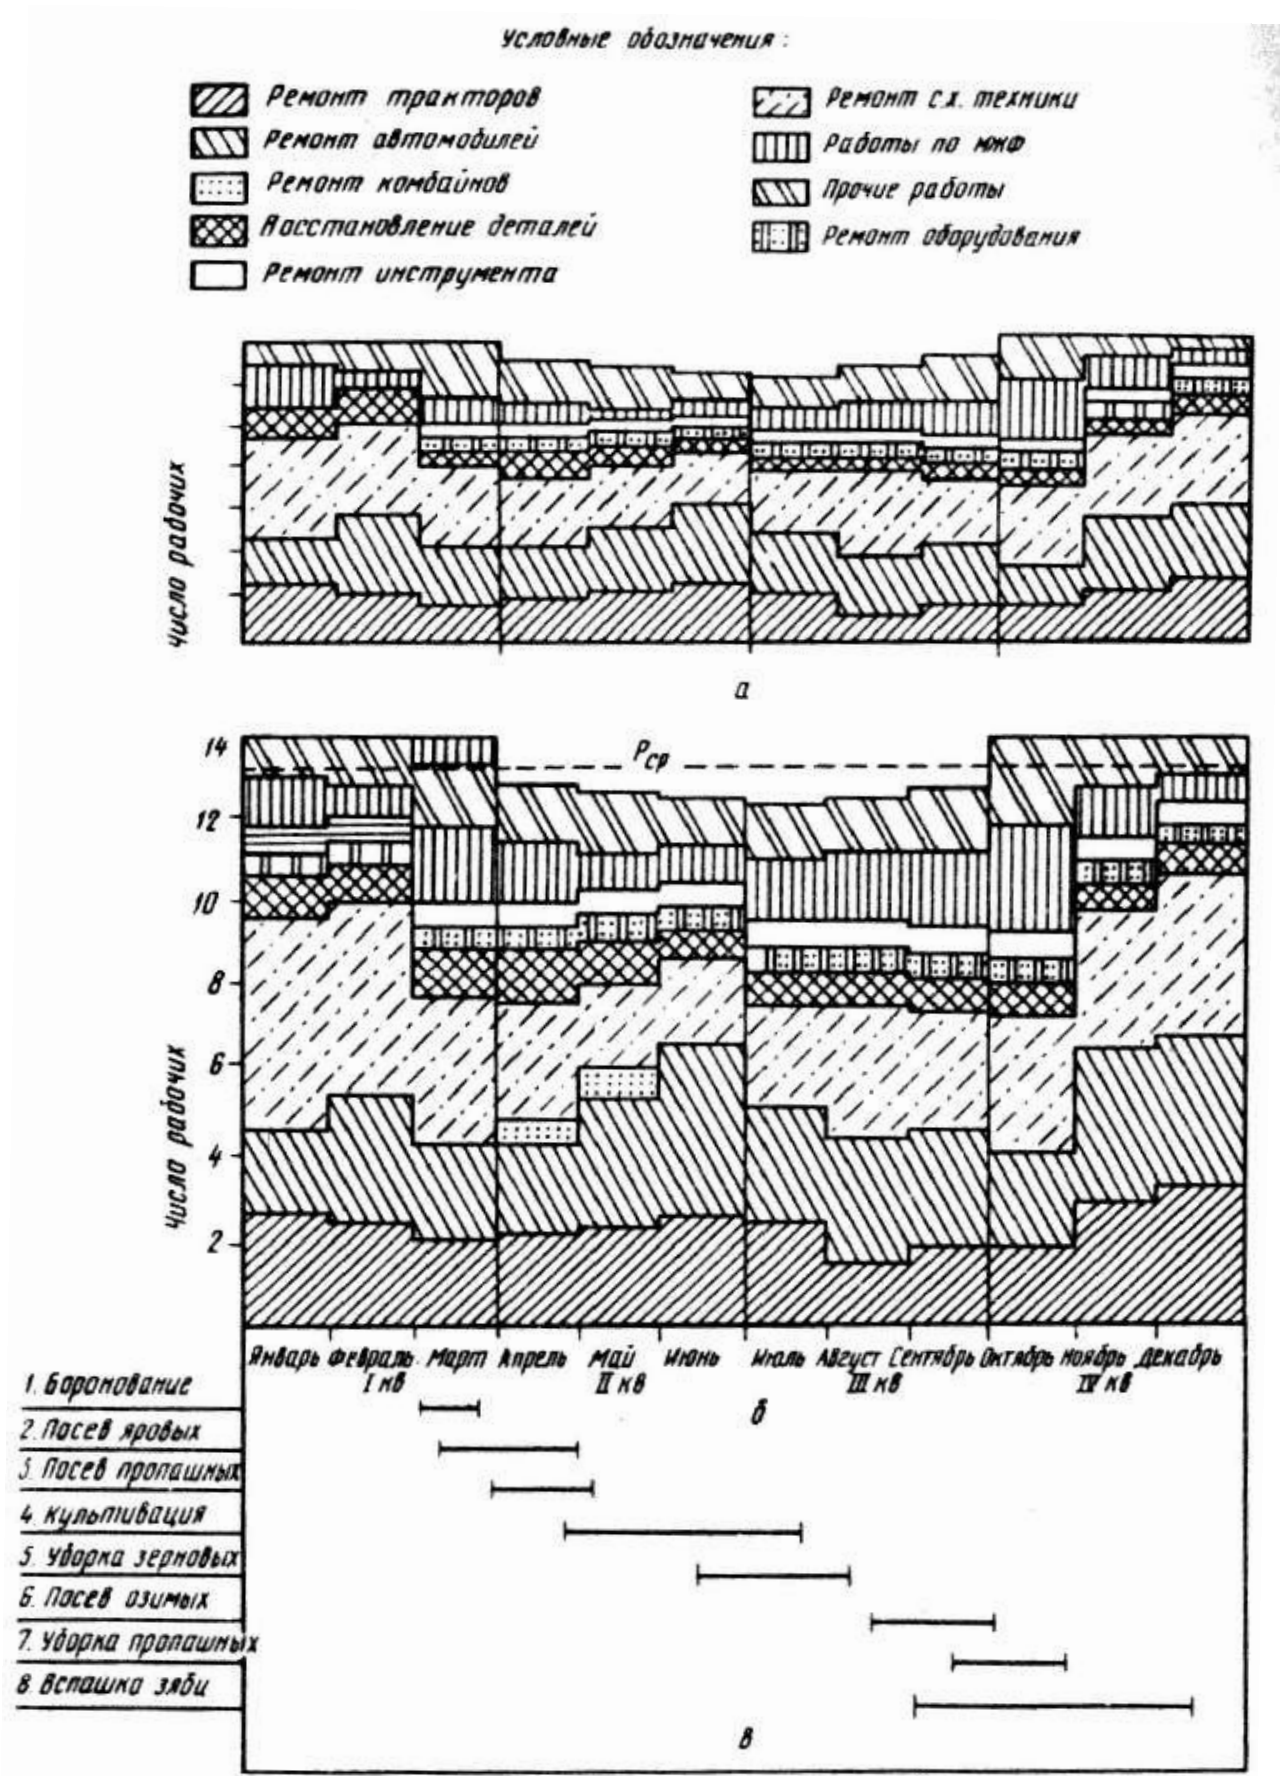 Условные обозначения:
Ремонт тракторов
Ремонт автомобилей
Ремонт комбайнов
Восстановление деталей
Ремонт инструмента
Ремонт с.х. техники
Работы по МЖФ
Прочие работы
Ремонт оборудования
Число рабочих
а
14
12
10
8
6
4
2
Рср
Число рабочих
Январь Февраль Март Апрель Май Июнь Июль Август Сентябрь Октябрь Ноябрь Декабрь
I кв II кв III кв IV кв
б
1. Боронование
2. Посев яровых
3. Посев пропашных
4. Культивация
5. Уборка зерновых
6. Посев озимых
7. Уборка пропашных
8. Вспашка зяби
в